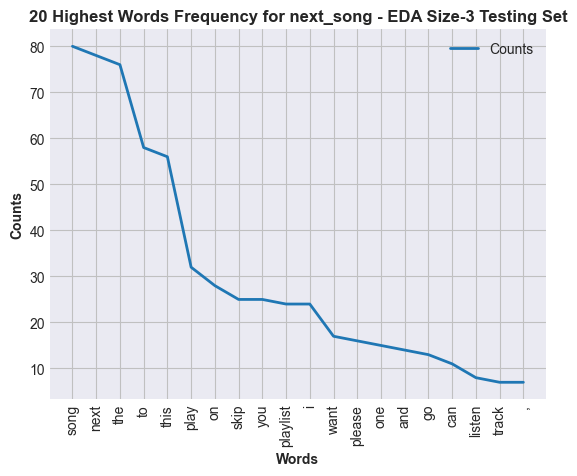 20 Highest Words Frequency for next_song - EDA Size-3 Testing Set
Counts
80
70
60
50
40
30
20
10
Counts
song
next
the
to
this
play
on
skip
you
playlist
i
want
please
one
and
go
can
listen
track
,
Words